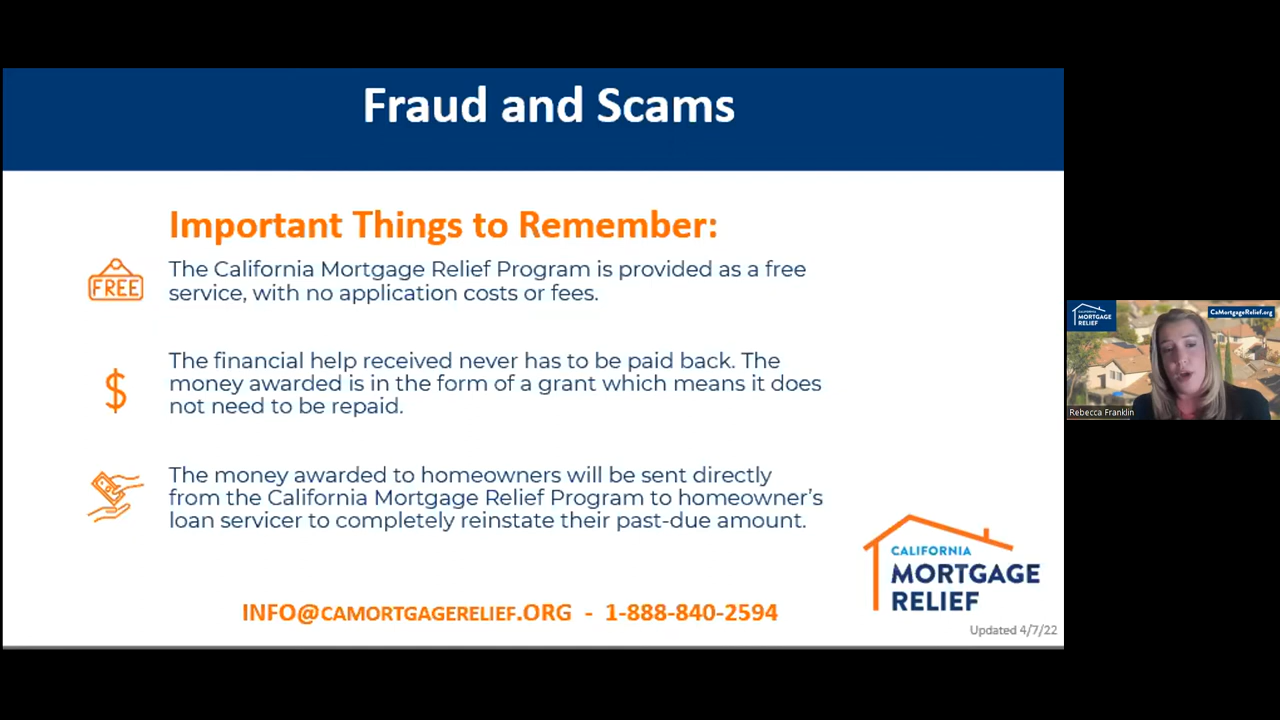 Fraud and Scams
Important Things to Remember:
FREE
The California Mortgage Relief Program is provided as a free
service, with no application costs or fees.
$
The financial help received never has to be paid back. The
money awarded is in the form of a grant which means it does
not need to be repaid.
The money awarded to homeowners will be sent directly
from the California Mortgage Relief Program to homeowner’s
loan servicer to completely reinstate their past-due amount.
INFO@CAMORTGAGERELIEF.ORG - 1-888-840-2594
CALIFORNIA
MORTGAGE
RELIEF
Updated 4/7/22
CALIFORNIA
MORTGAGE
RELIEF
CaMortgageRelief.org
Rebecca Franklin